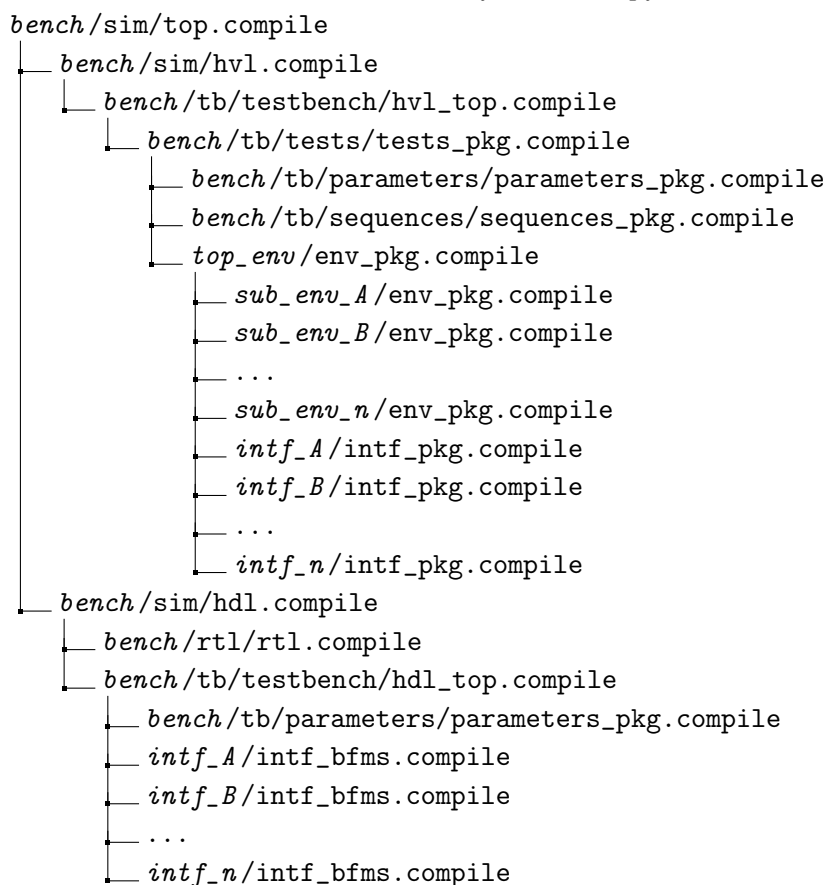 bench/sim/top.compile
bench/sim/hvl.compile
bench/tb/testbench/hvl_top.compile
bench/tb/tests/tests_pkg.compile
bench/tb/parameters/parameters_pkg.compile
bench/tb/sequences/sequences_pkg.compile
top_env/env_pkg.compile
sub_env_A/env_pkg.compile
sub_env_B/env_pkg.compile
...
sub_env_n/env_pkg.compile
intf_A/intf_pkg.compile
intf_B/intf_pkg.compile
...
intf_n/intf_pkg.compile
bench/sim/hdl.compile
bench/rtl/rtl.compile
bench/tb/testbench/hdl_top.compile
bench/tb/parameters/parameters_pkg.compile
intf_A/intf_bfms.compile
intf_B/intf_bfms.compile
...
intf_n/intf_bfms.compile